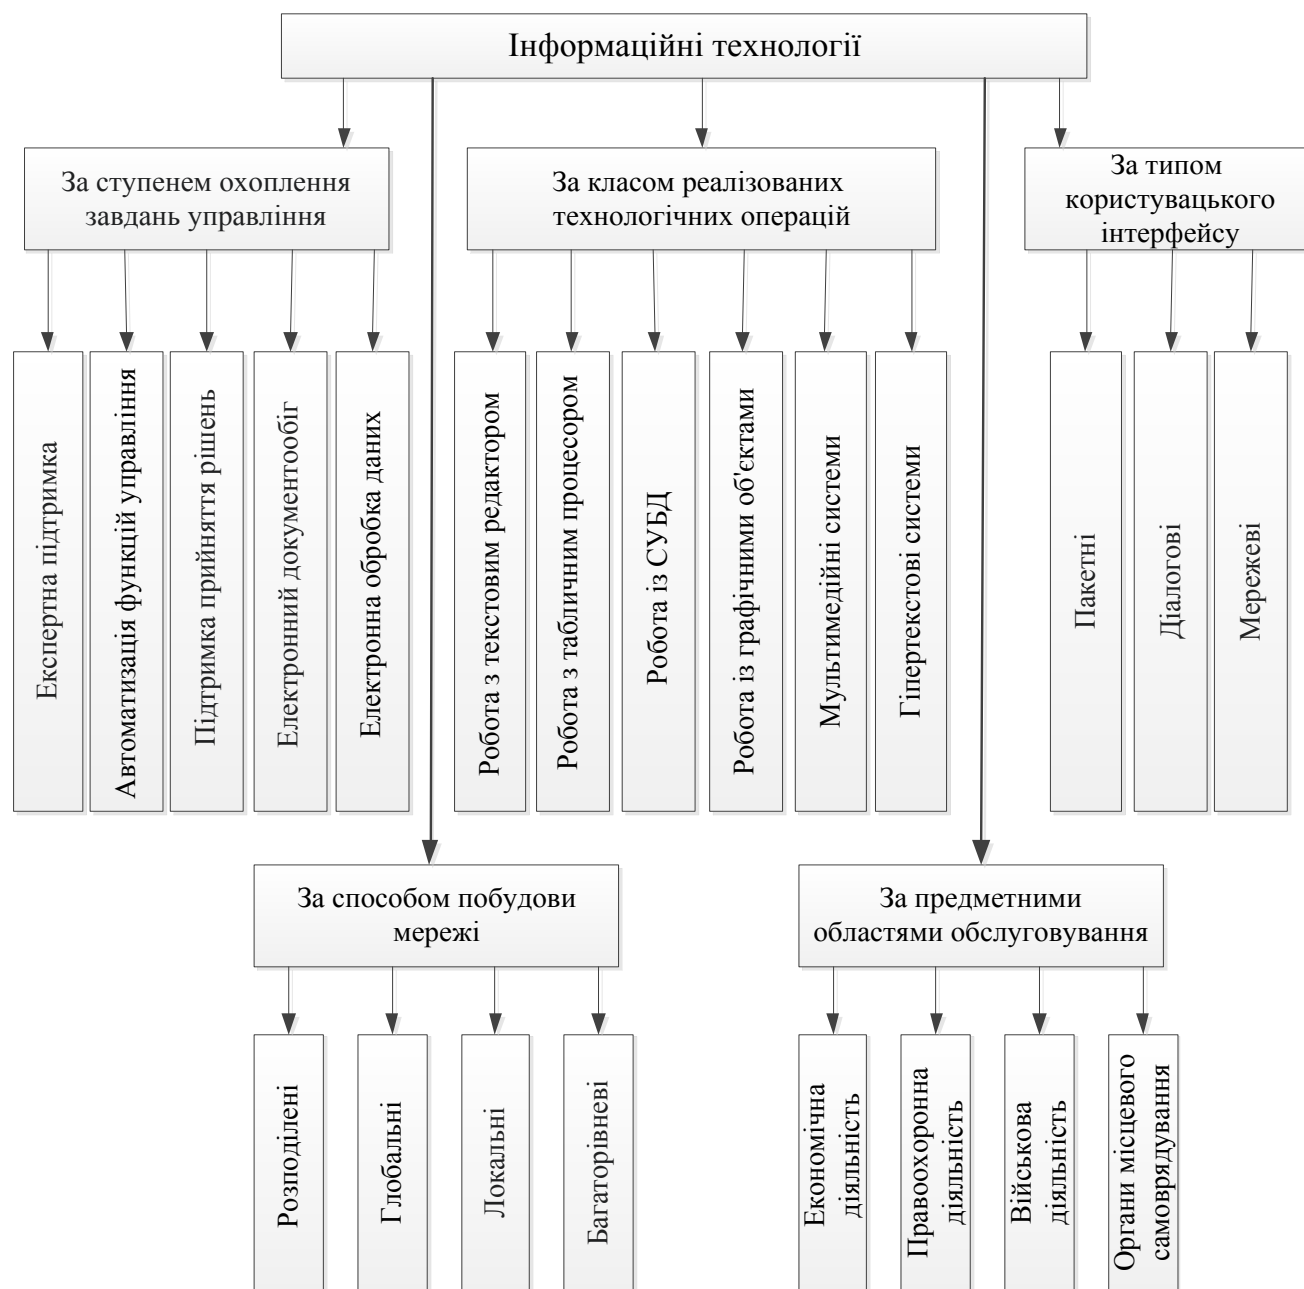 Інформаційні технології
За ступенем охоплення
завдань управління
За класом реалізованих
технологічних операцій
За типом
користувацького
інтерфейсу
Експертна підтримка
Автоматизація функцій управління
Підтримка прийняття рішень
Електронний документообіг
Електронна обробка даних
Робота з текстовим редактором
Робота з табличним процесором
Робота із СУБД
Робота із графічними об'єктами
Мультимедійні системи
Гіпертекстові системи
Пакетні
Діалогові
Мережеві
За способом побудови
мережі
За предметними
областями обслуговування
Розподілені
Глобальні
Локальні
Багаторівневі
Економічна
діяльність
Правоохоронна
діяльність
Військова
діяльність
Органи місцевого
самоврядування